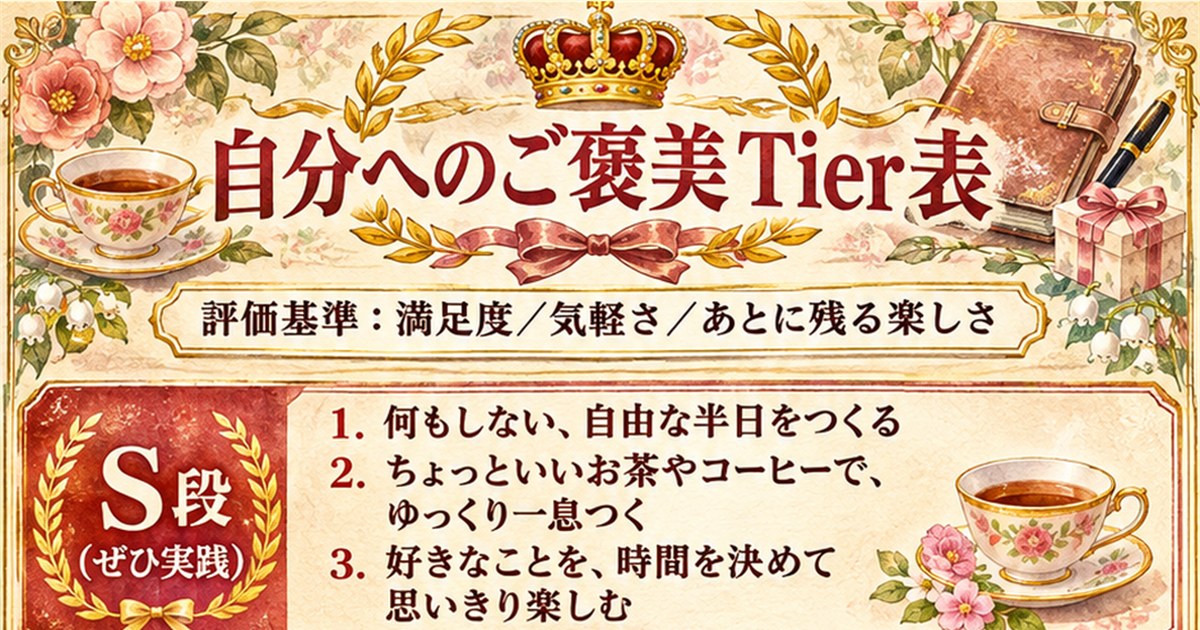 自分へのご褒美Tier表
評価基準：満足度／気軽さ／あとに残る楽しさ
S段
(ぜひ実践)
1. 何もしない、自由な半日をつくる
2. ちょっといいお茶やコーヒーで、
ゆっくり一息つく
3. 好きなことを、時間を決めて
思いきり楽しむ